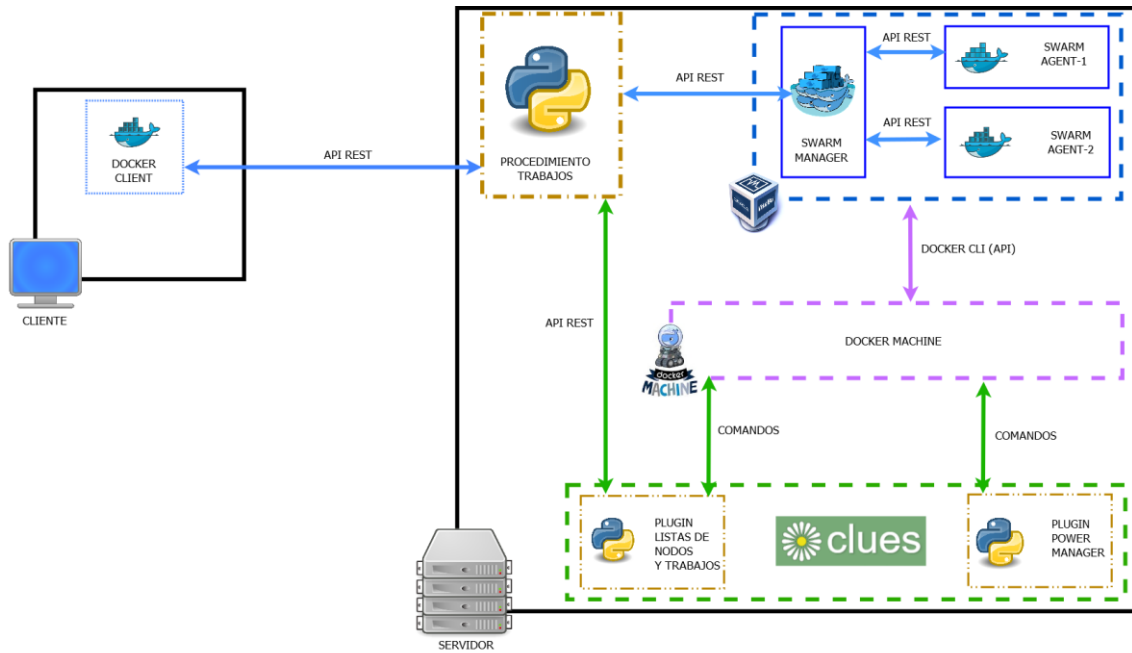 API REST
SWARM
AGENT-1
API REST
API REST
SWARM
MANAGER
SWARM
AGENT-2
DOCKER
CLIENT
API REST
PROCEDIMIENTO
TRABAJOS
CLIENTE
DOCKER CLI (API)
API REST
DOCKER MACHINE
docker
MACHINE
COMANDOS
COMANDOS
PLUGIN
LISTAS DE
NODOS
Y TRABAJOS
clues
PLUGIN
POWER
MANAGER
SERVIDOR